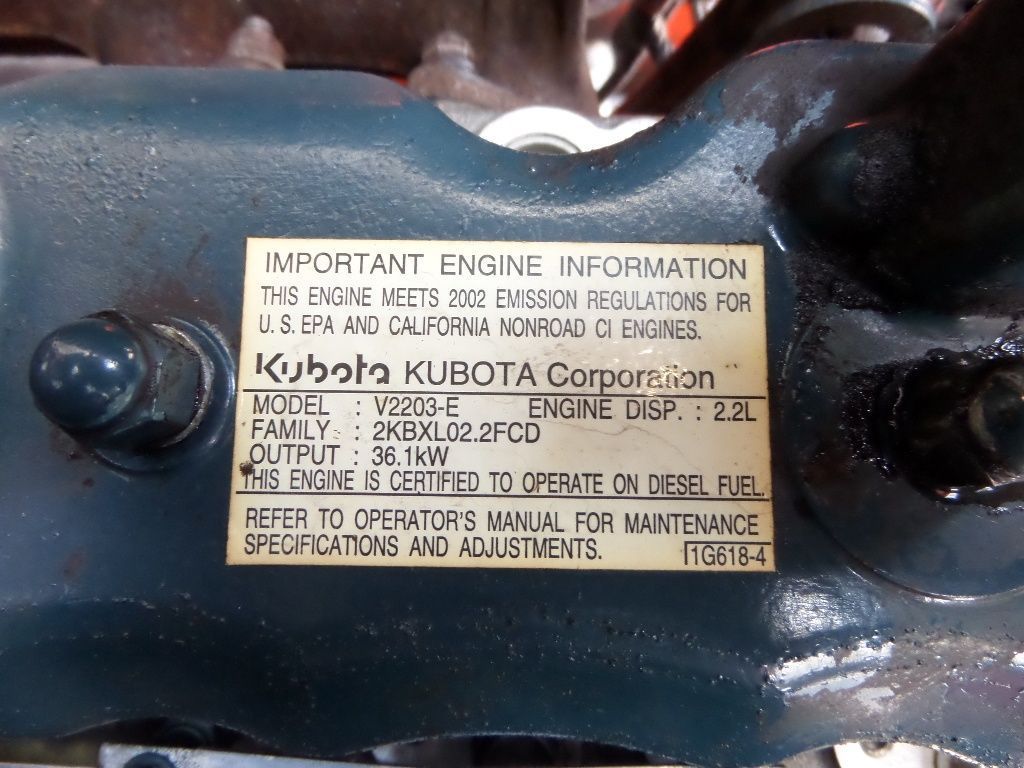 IMPORTANT ENGINE INFORMATION
THIS ENGINE MEETS 2002 EMISSION REGULATIONS FOR
U.S. EPA AND CALIFORNIA NONROAD CI ENGINES.
Kubota KUBOTA Corporation
MODEL : V2203-E ENGINE DISP. : 2.2L
FAMILY : 2KBXL02.2FCD
OUTPUT : 36.1kW
THIS ENGINE IS CERTIFIED TO OPERATE ON DIESEL FUEL.
REFER TO OPERATOR'S MANUAL FOR MAINTENANCE
SPECIFICATIONS AND ADJUSTMENTS. 1G618-4